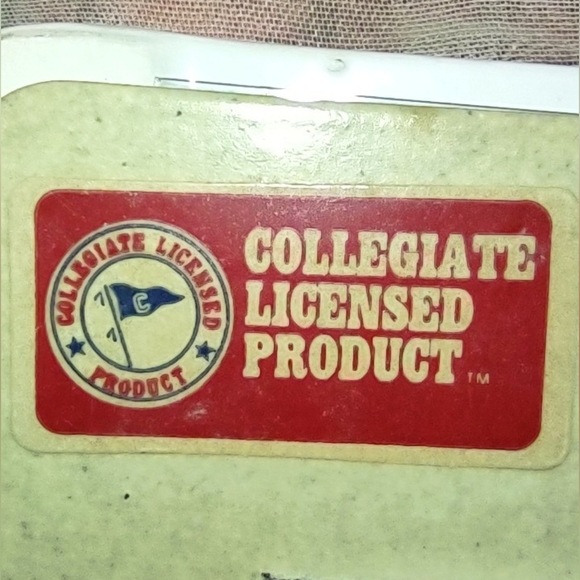 COLLEGIATE LICENSED
C
PRODUCT
COLLEGIATE
LICENSED
PRODUCT
TM